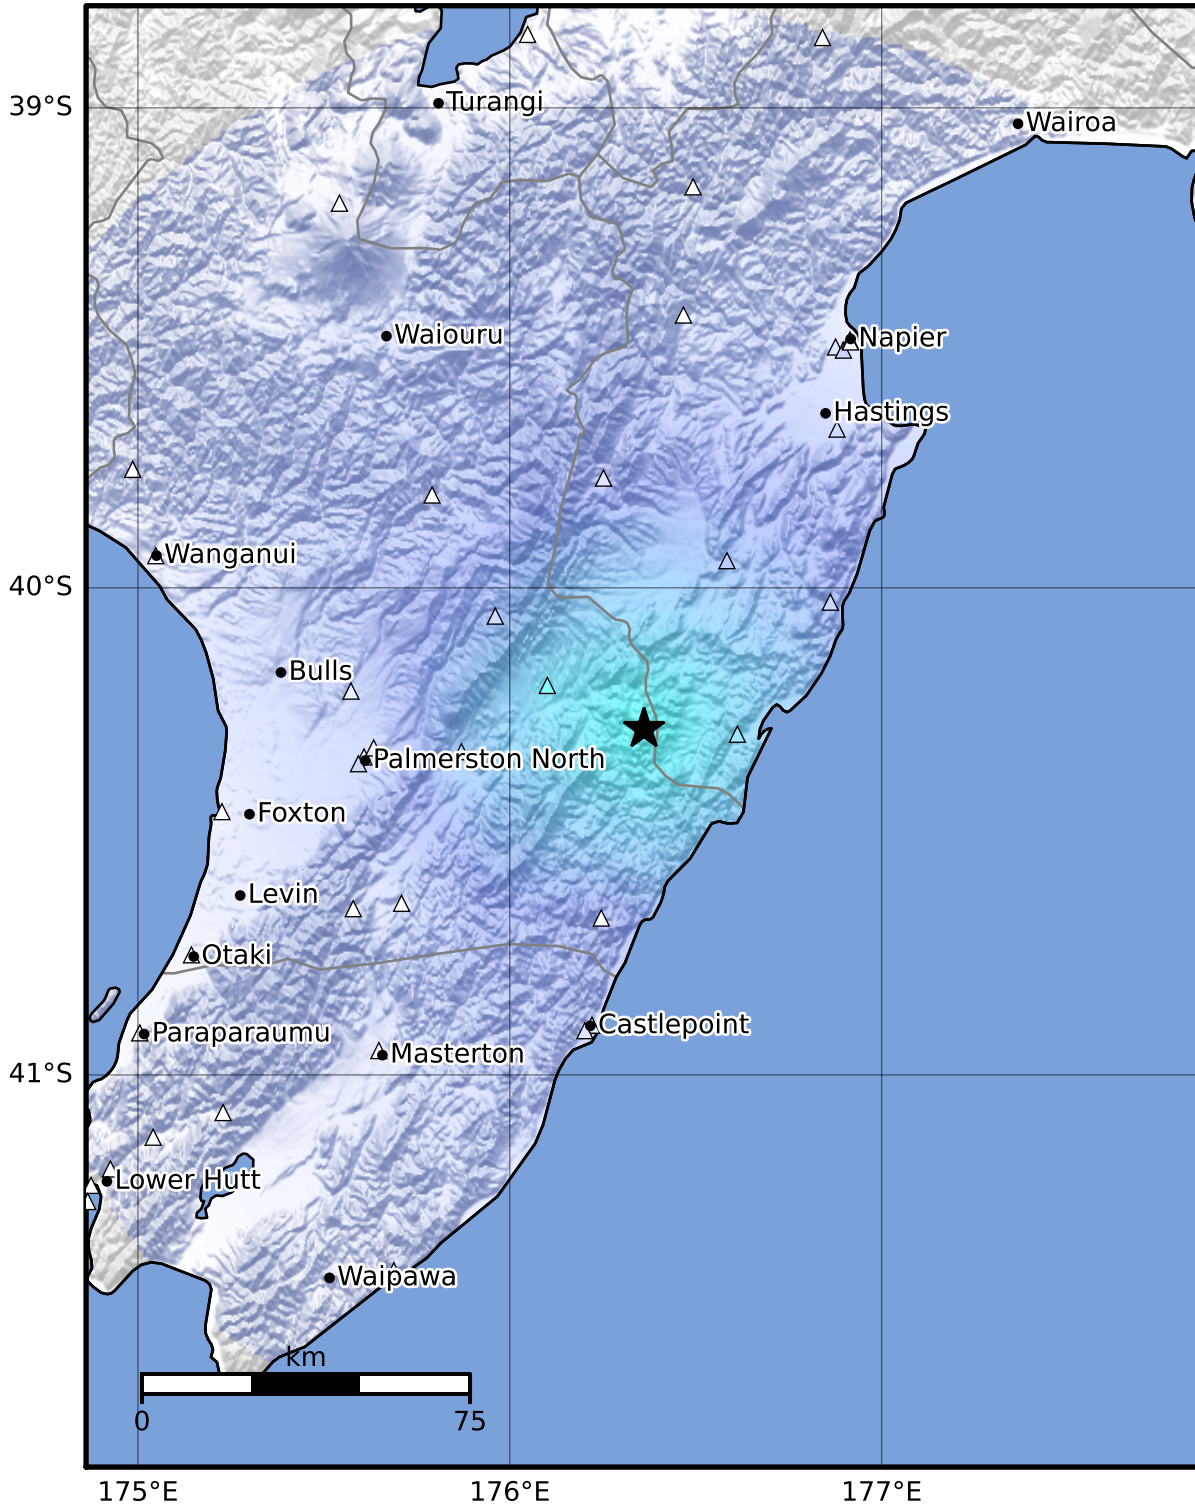 39°S
Turangi
Wairoa
Waiouru
Napier
Hastings
Wanganui
40°S
Bulls
Palmerston North
Foxton
Levin
Otaki
Castlepoint
Paraparaumu
Masterton
41°S
Lower Hutt
Waipawa
km
0
75
175°E
176°E
177°E